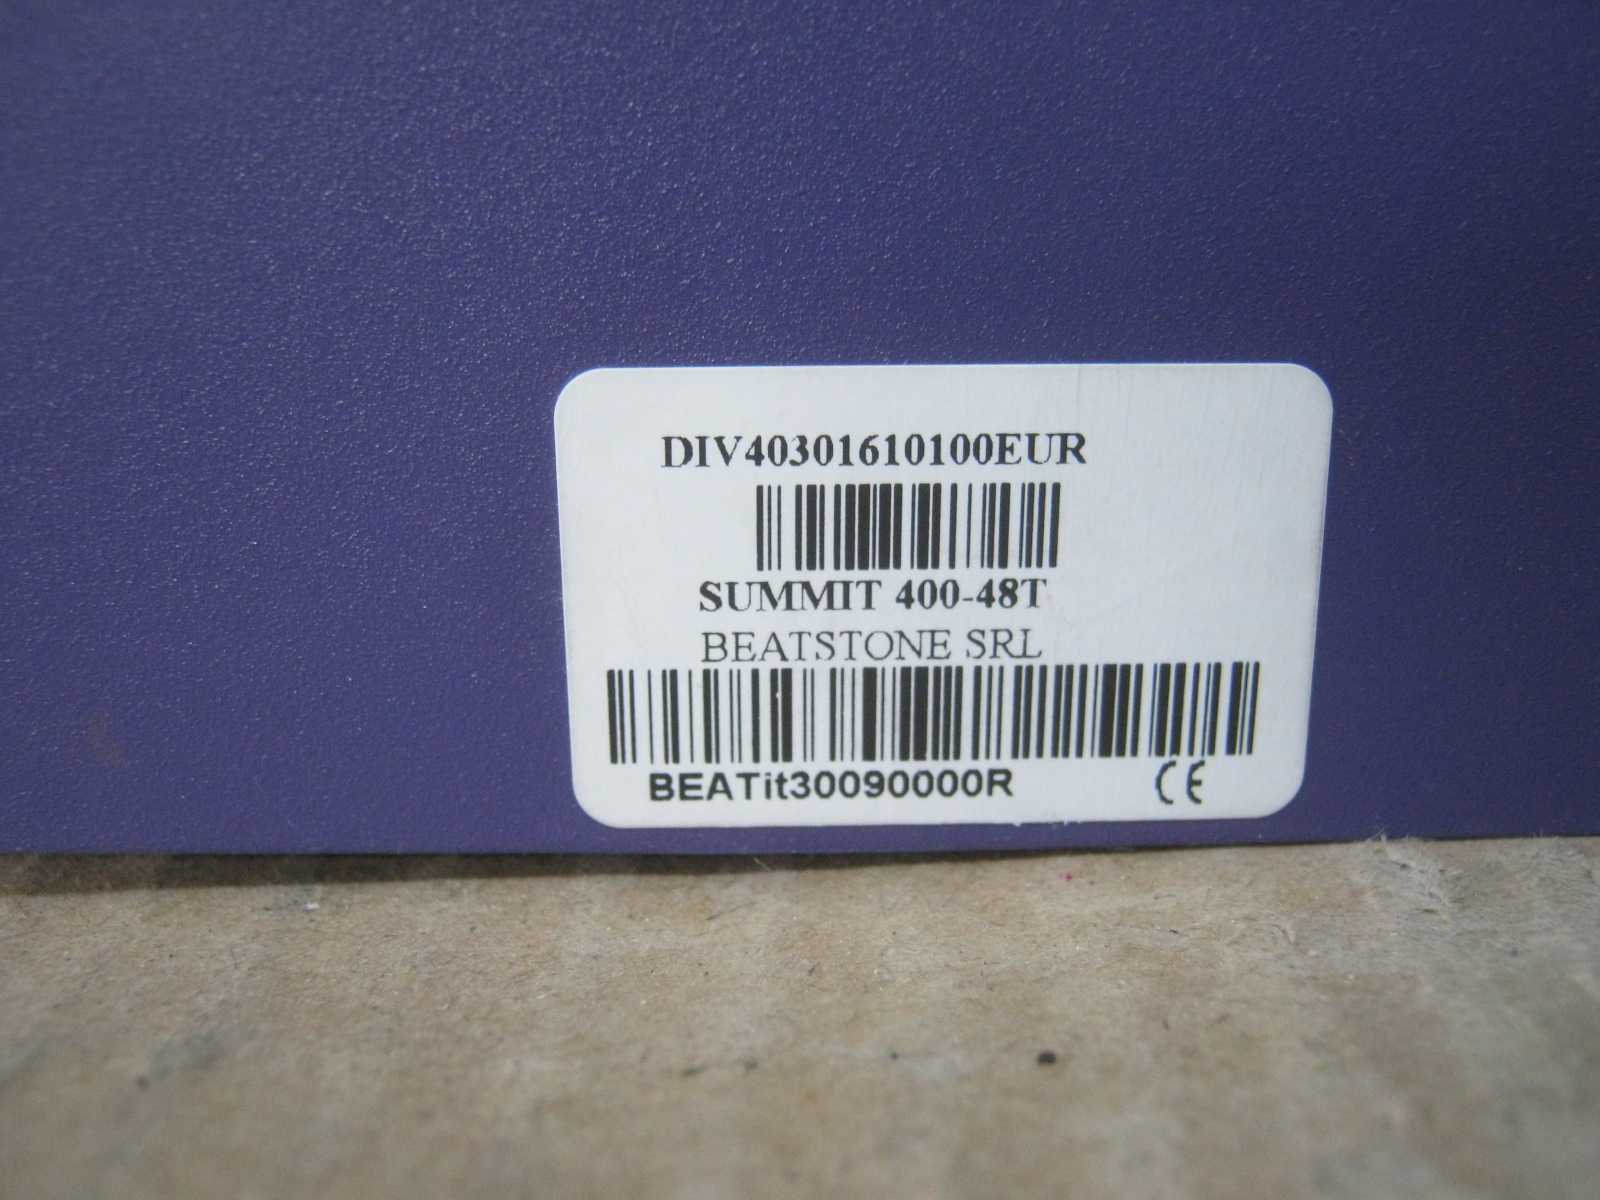 DIV40301610100EUR
SUMMIT 400-48T
BEATSTONE SRL
BEATit30090000R CE